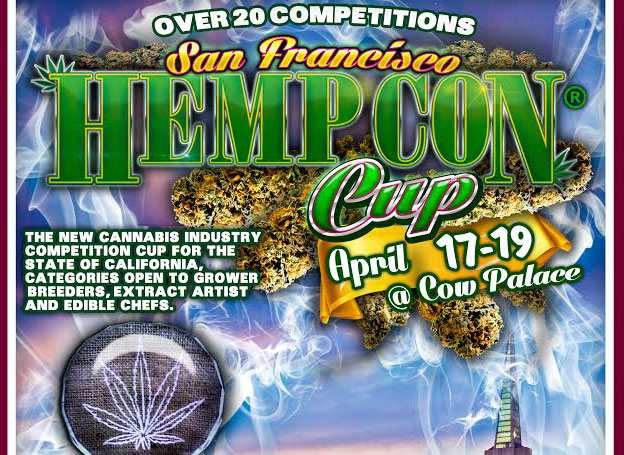 OVER 20 COMPETITIONS
San Francisco
HEMPCON®
Cup
April 17-19
@ Cow Palace
THE NEW CANNABIS INDUSTRY
COMPETITION CUP FOR THE
STATE OF CALIFORNIA,
CATEGORIES OPEN TO GROWER
BREEDERS, EXTRACT ARTIST
AND EDIBLE CHEFS.